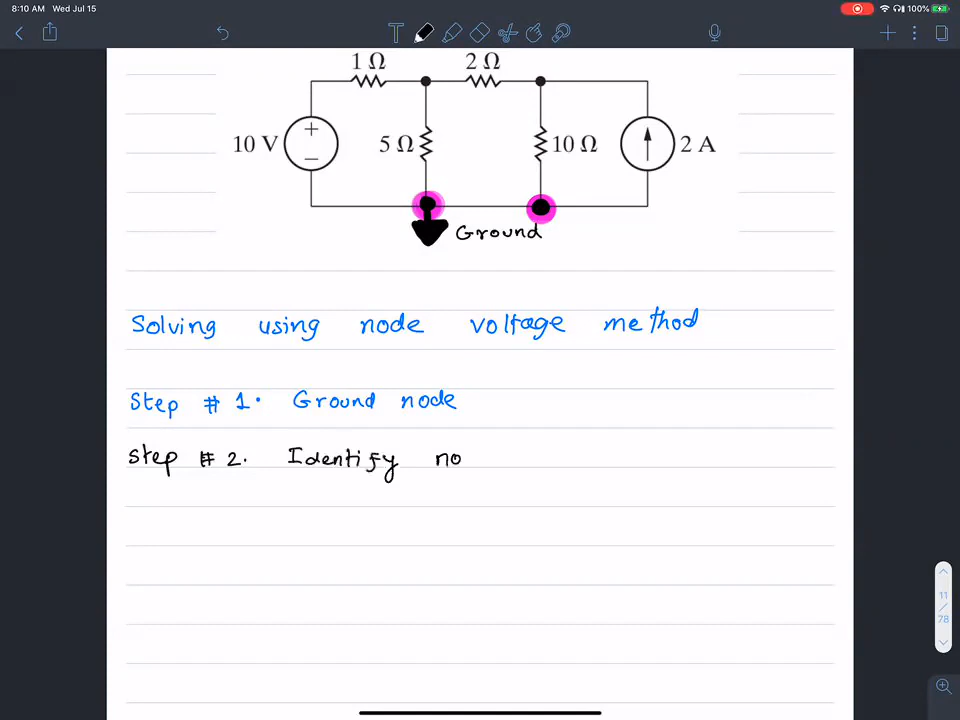 8:10 AM Wed Jul 15
100%
1 Ω 2 Ω
10 V + − 5 Ω 10 Ω 2 A
Ground
Solving using node voltage method
Step # 1. Ground node
Step # 2. Identify no
11
/
78